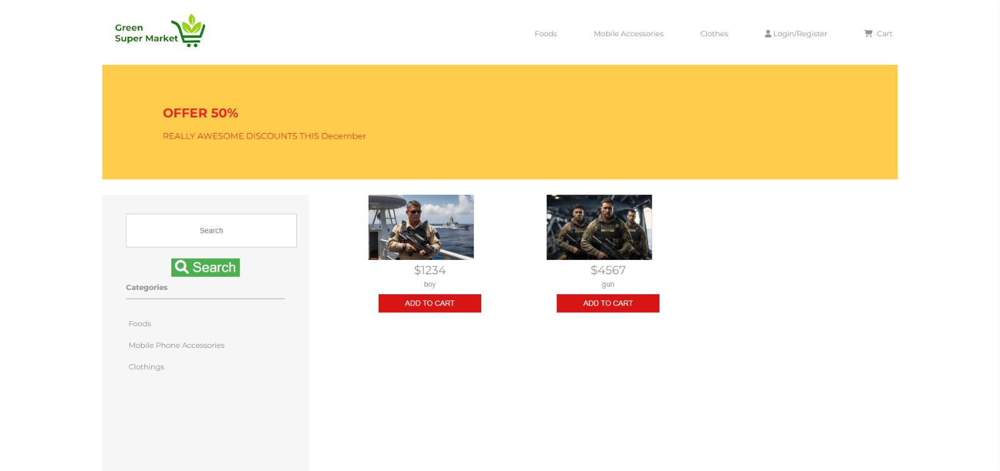 Green
Super Market
Foods
Mobile Accessories
Clothes
Login/Register
Cart
OFFER 50%
REALLY AWESOME DISCOUNTS THIS December
Search
Search
Categories
Foods
Mobile Phone Accessories
Clothings
$1234
boy
ADD TO CART
$4567
gun
ADD TO CART